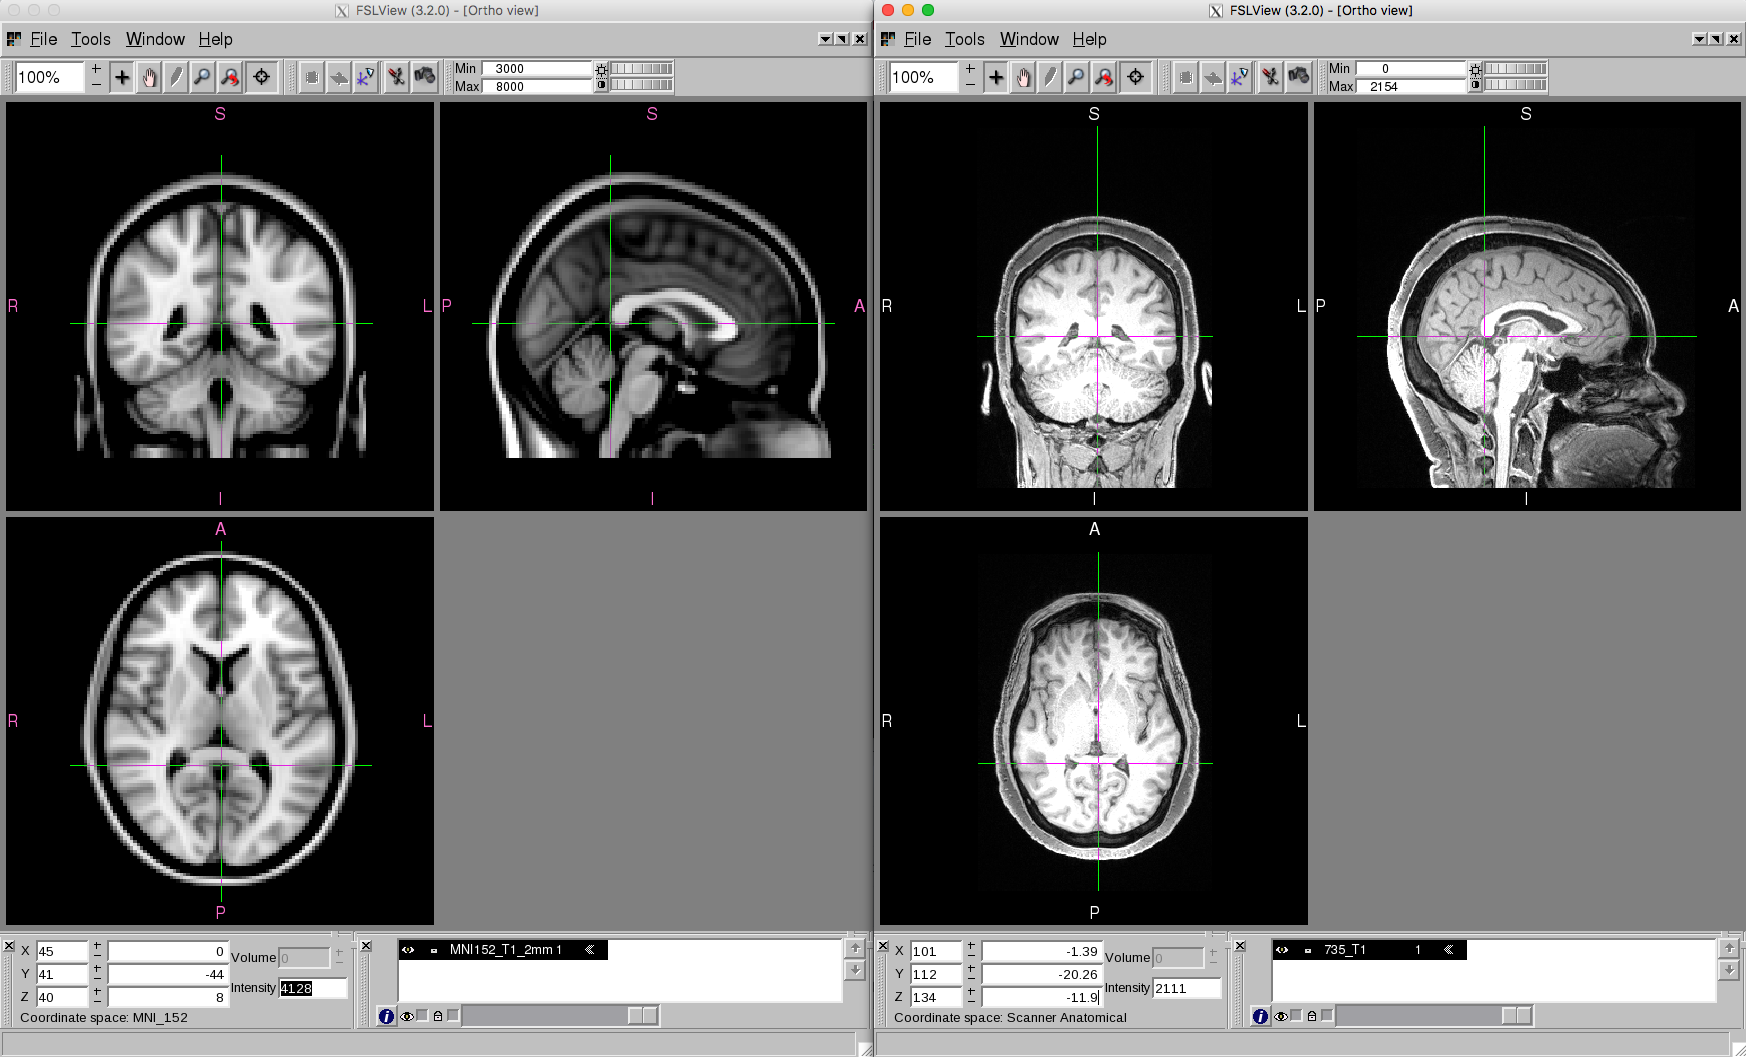 FSLView (3.2.0) - [Ortho view]
File Tools Window Help
100%
Min 3000
Max 8000
S
R
L
I
S
P
A
I
A
R
L
P
X 45 0
Y 41 -44
Z 40 8
Volume 0
Intensity 4128
Coordinate space: MNI_152
MNI152_T1_2mm 1
FSLView (3.2.0) - [Ortho view]
File Tools Window Help
100%
Min 0
Max 2154
S
R
L
I
S
P
A
I
A
R
L
P
X 101 -1.39
Y 112 -20.26
Z 134 -11.9
Volume 0
Intensity 2111
Coordinate space: Scanner Anatomical
735_T1 1